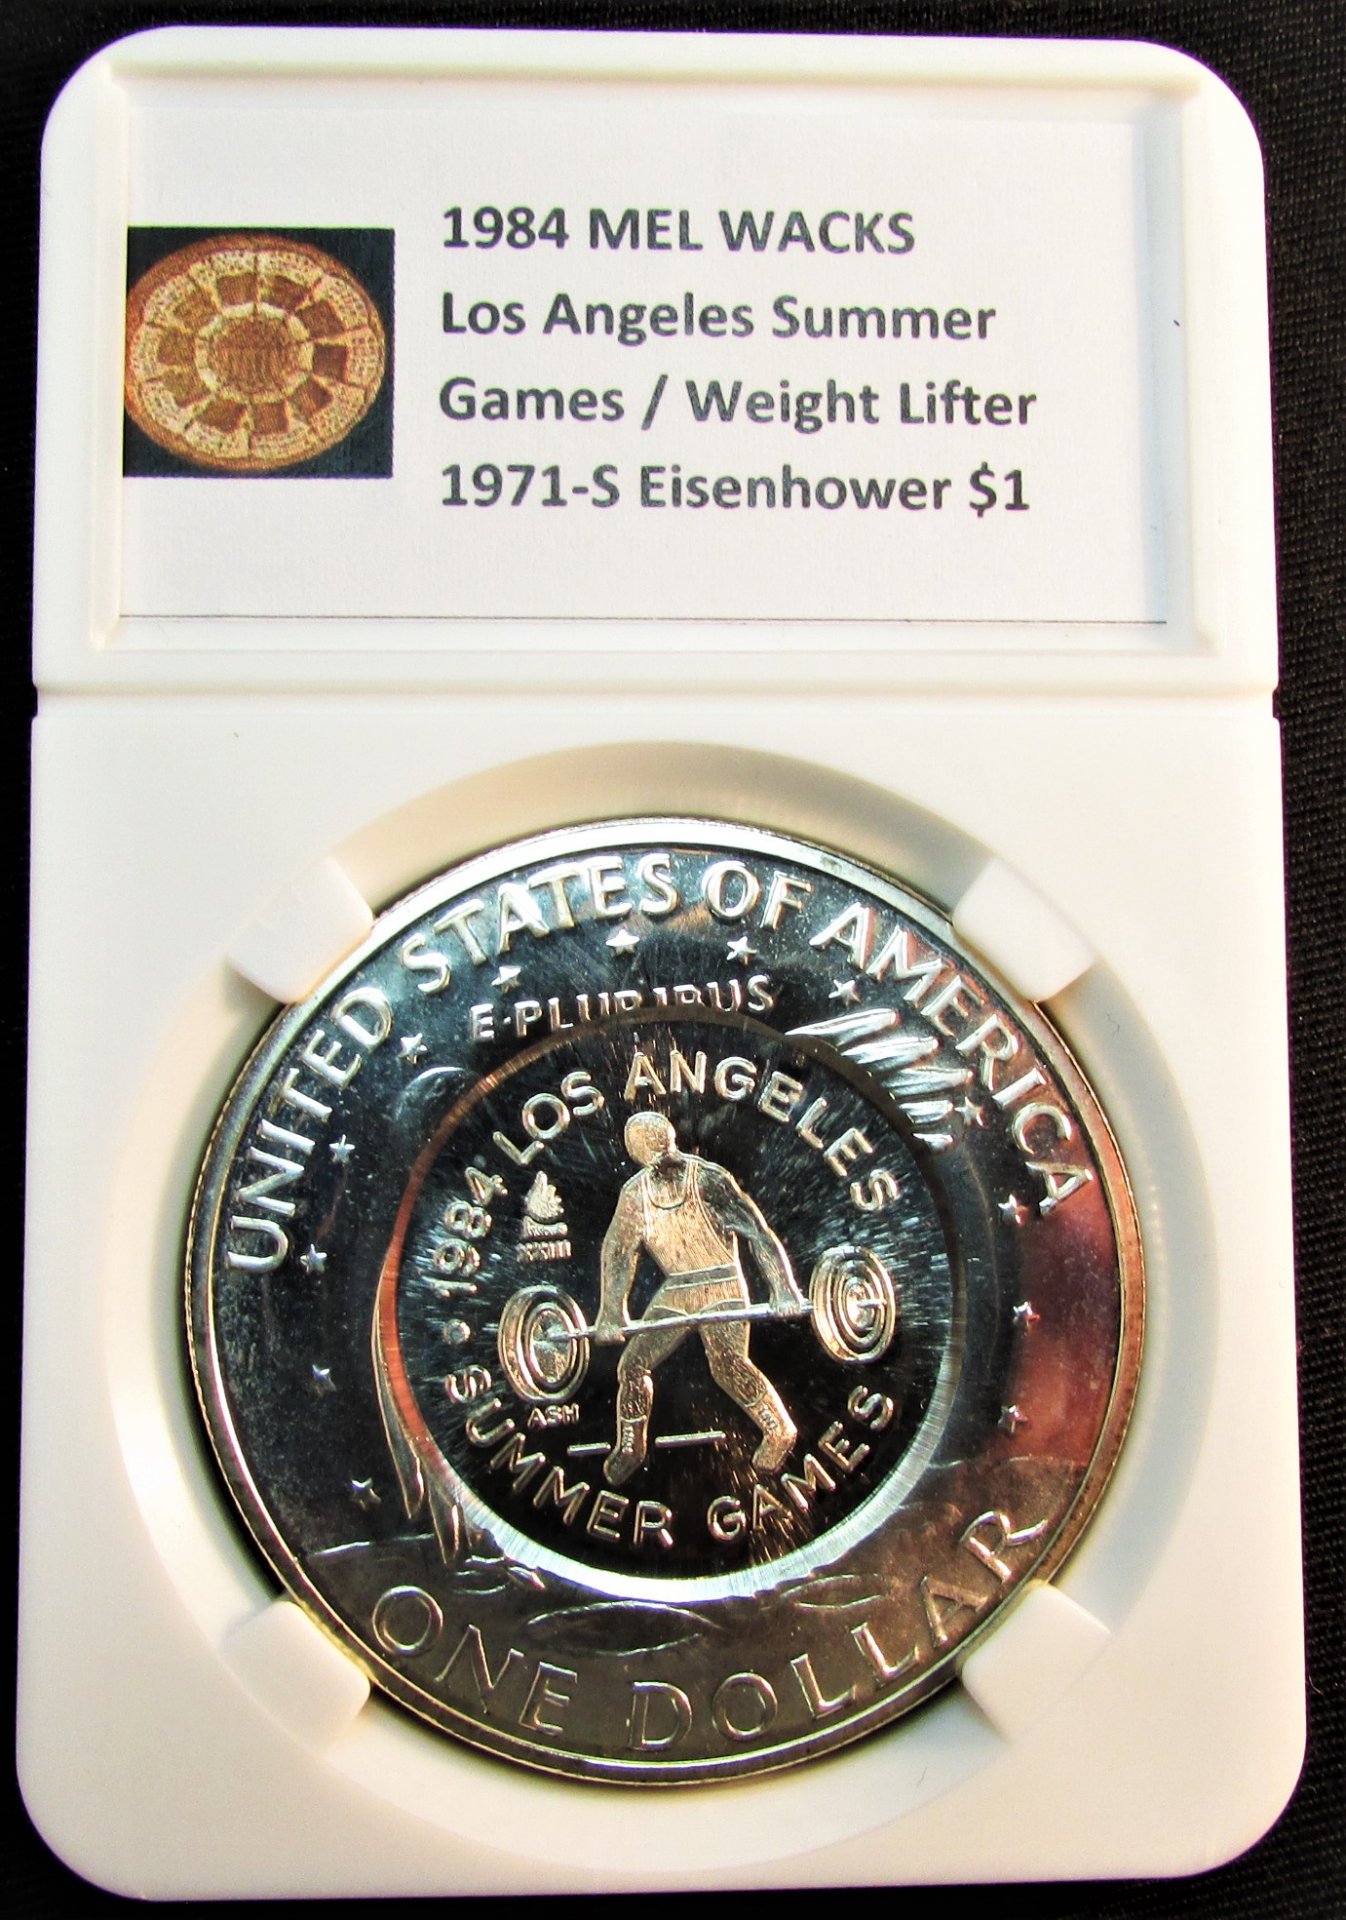 1984 MEL WACKS
Los Angeles Summer
Games / Weight Lifter
1971-S Eisenhower $1
UNITED STATES OF AMERICA
E·PLURIBUS
· 1984 LOS ANGELES
XXIII
ASH
SUMMER GAMES
ONE DOLLAR